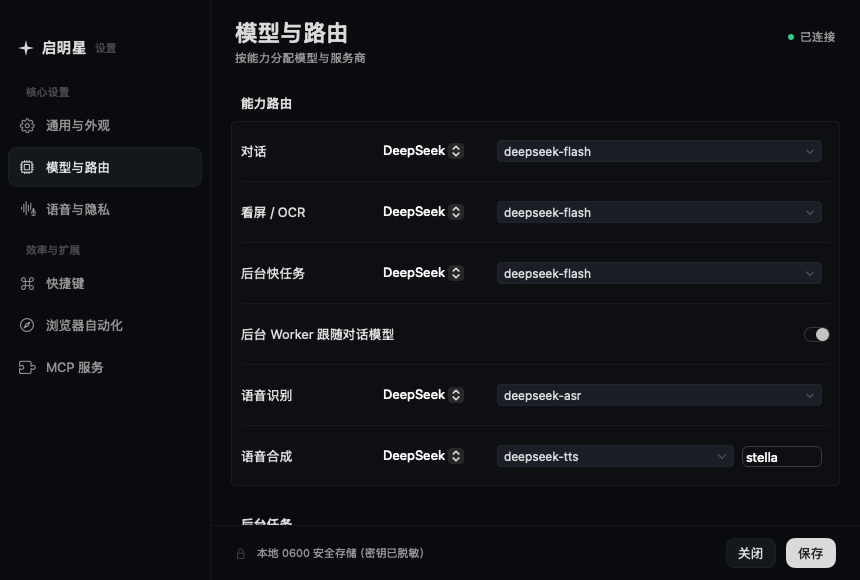 启明星 设置
核心设置
通用与外观
模型与路由
语音与隐私
效率与扩展
快捷键
浏览器自动化
MCP 服务
模型与路由
按能力分配模型与服务商
已连接
能力路由
对话 DeepSeek deepseek-flash
看屏 / OCR DeepSeek deepseek-flash
后台快任务 DeepSeek deepseek-flash
后台 Worker 跟随对话模型
语音识别 DeepSeek deepseek-asr
语音合成 DeepSeek deepseek-tts stella
后台任务
本地 0600 安全存储 (密钥已脱敏)
关闭 保存